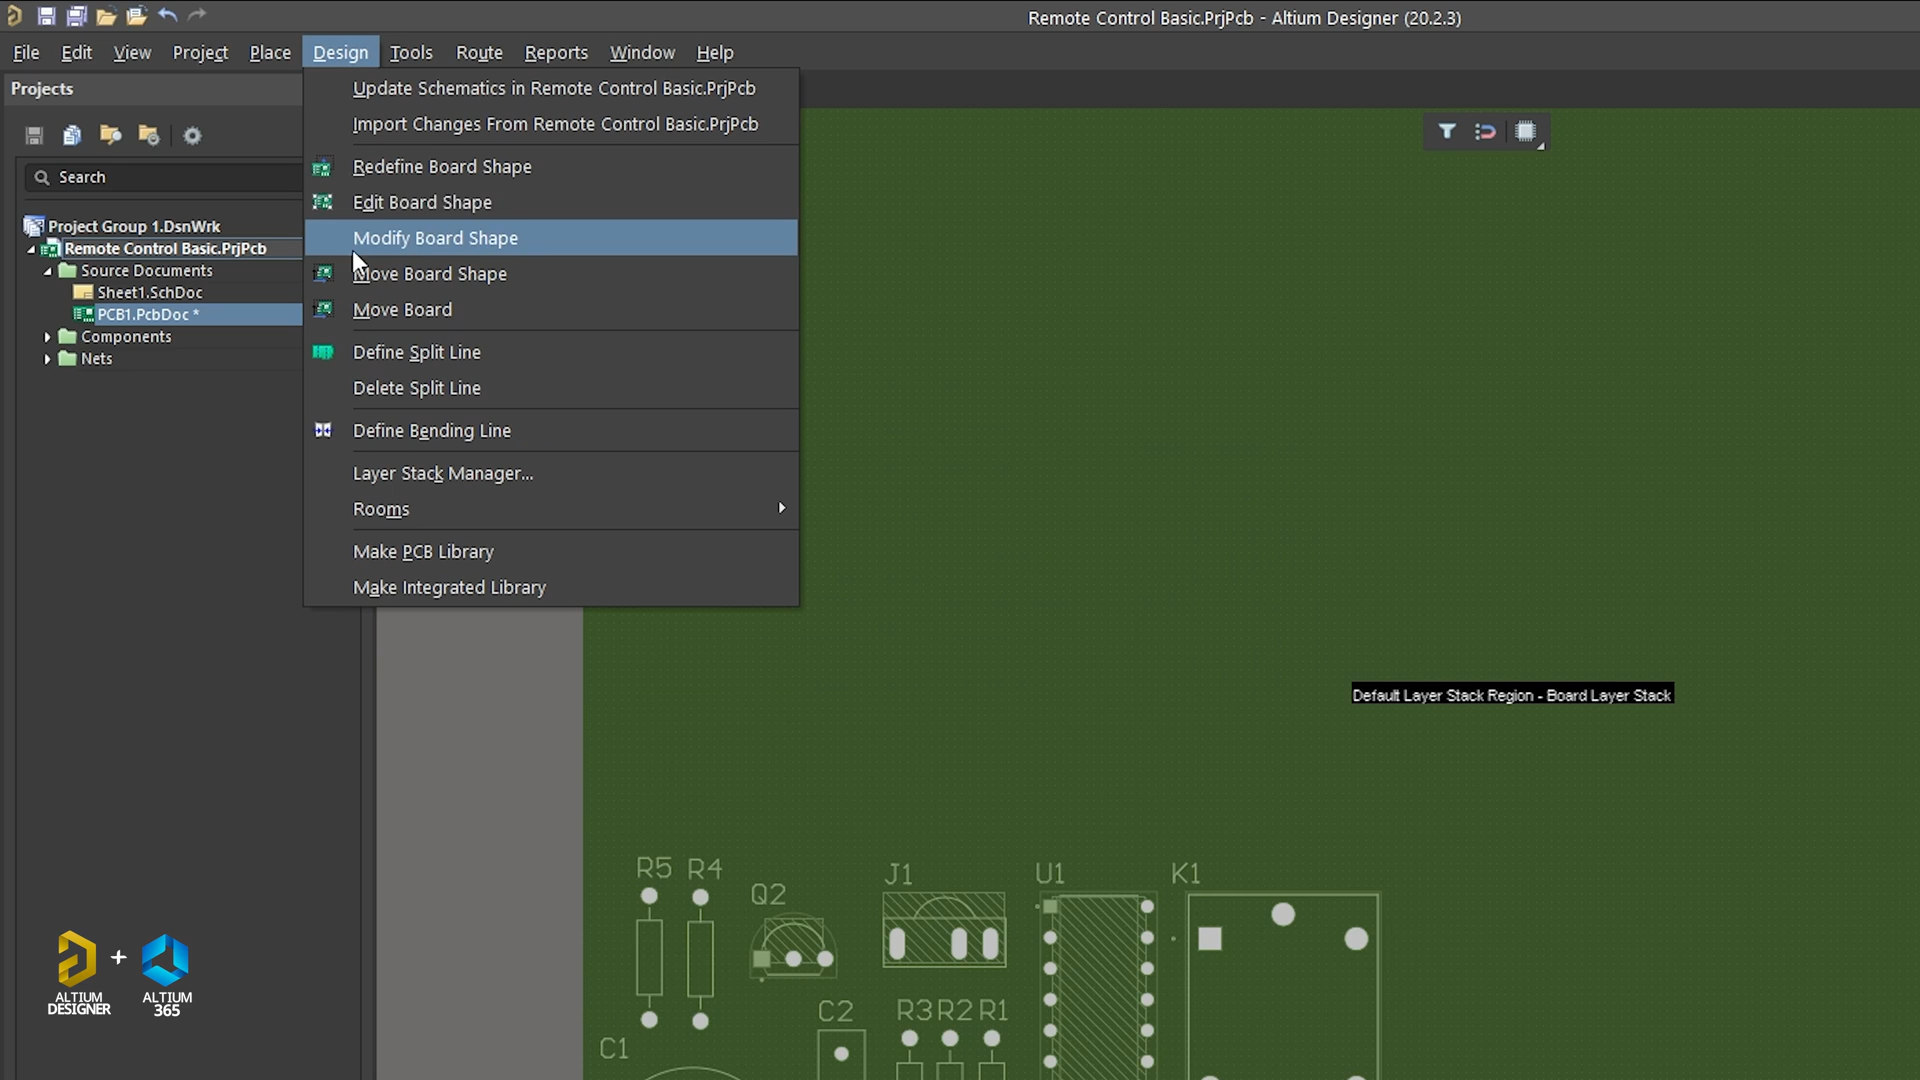 Remote Control Basic.PrjPcb - Altium Designer (20.2.3)
File Edit View Project Place Design Tools Route Reports Window Help
Projects
Search
Project Group 1.DsnWrk
Remote Control Basic.PrjPcb
Source Documents
Sheet1.SchDoc
PCB1.PcbDoc *
Components
Nets
Update Schematics in Remote Control Basic.PrjPcb
Import Changes From Remote Control Basic.PrjPcb
Redefine Board Shape
Edit Board Shape
Modify Board Shape
Move Board Shape
Move Board
Define Split Line
Delete Split Line
Define Bending Line
Layer Stack Manager...
Rooms
Make PCB Library
Make Integrated Library
Default Layer Stack Region - Board Layer Stack
R5 R4
Q2
J1
U1
K1
C2
R3 R2 R1
C1
+
ALTIUM
DESIGNER
ALTIUM
365